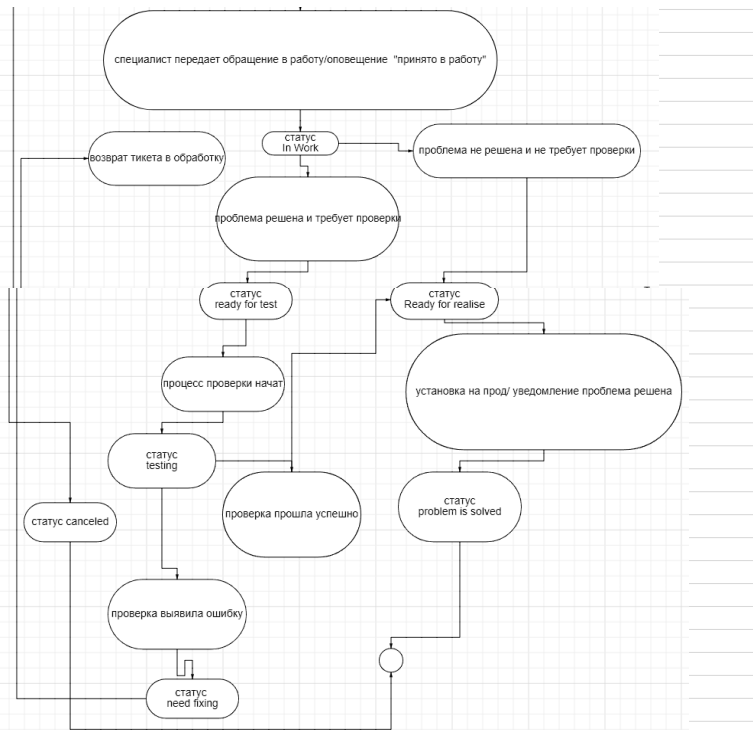 специалист передает обращение в работу/оповещение "принято в работу"
статус
In Work
возврат тикета в обработку
проблема не решена и не требует проверки
проблема решена и требует проверки
статус
ready for test
статус
Ready for realise
процесс проверки начат
установка на прод/ уведомление проблема решена
статус
testing
статус canceled
проверка прошла успешно
статус
problem is solved
проверка выявила ошибку
статус
need fixing